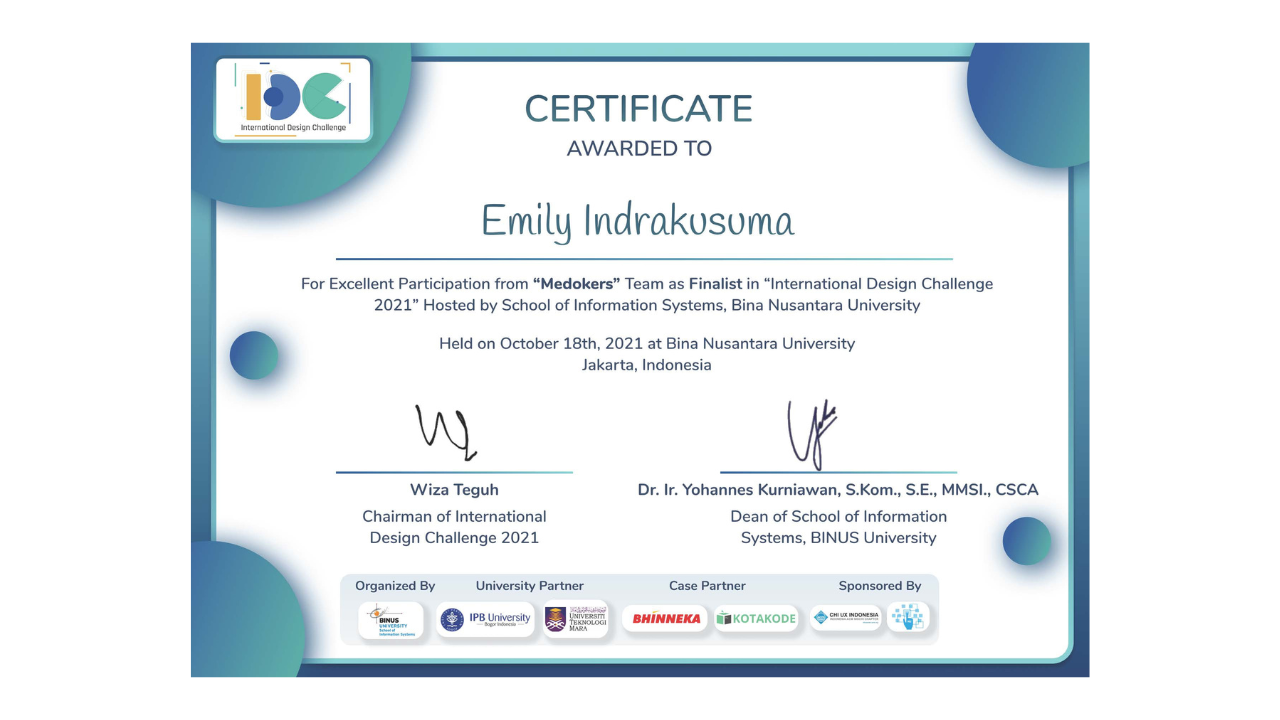 IDC
International Design Challenge
CERTIFICATE
AWARDED TO
Emily Indrakusuma
For Excellent Participation from “Medokers” Team as Finalist in “International Design Challenge
2021” Hosted by School of Information Systems, Bina Nusantara University
Held on October 18th, 2021 at Bina Nusantara University
Jakarta, Indonesia
Wiza Teguh
Chairman of International
Design Challenge 2021
Dr. Ir. Yohannes Kurniawan, S.Kom., S.E., MMSI., CSCA
Dean of School of Information
Systems, BINUS University
Organized By
University Partner
Case Partner
Sponsored By
BINUS
UNIVERSITY
School of
Information Systems
IPB University
Bogor Indonesia
UNIVERSITI
TEKNOLOGI
MARA
BHINNEKA
KOTAKODE
CHI UX INDONESIA